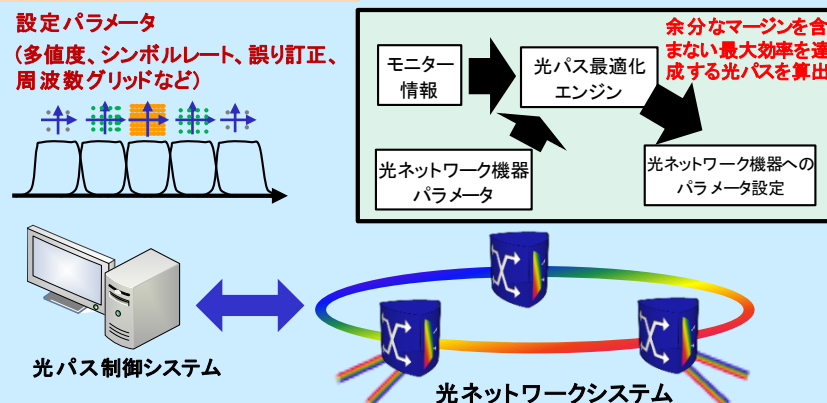 設定パラメータ
(多値度、シンボルレート、誤り訂正、
周波数グリッドなど)
モニター
情報
光パス最適化
エンジン
余分なマージンを含
まない最大効率を達
成する光パスを算出
光ネットワーク機器
パラメータ
光ネットワーク機器への
パラメータ設定
光パス制御システム
光ネットワークシステム